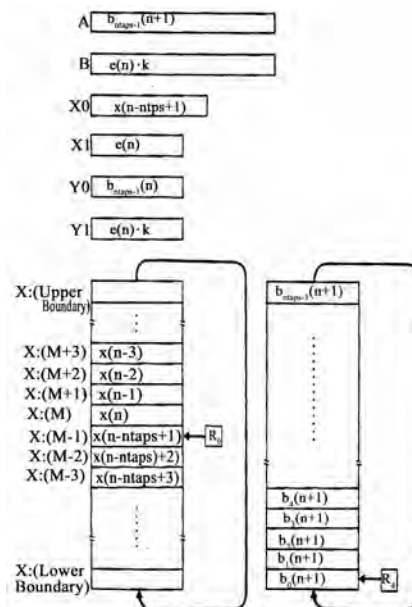 A b_ntaps-1(n+1)
B e(n)·k
X0 x(n-ntps+1)
X1 e(n)
Y0 b_ntaps-1(n)
Y1 e(n)·k
X:(Upper Boundary)
X:(M+3) x(n-3)
X:(M+2) x(n-2)
X:(M+1) x(n-1)
X:(M) x(n)
X:(M-1) x(n-ntaps+1) R0
X:(M-2) x(n-ntaps)+2)
X:(M-3) x(n-ntaps+3)
X:(Lower Boundary)
b_ntaps-1(n+1)
b4(n+1)
b3(n+1)
b2(n+1)
b1(n+1)
b0(n+1) R4